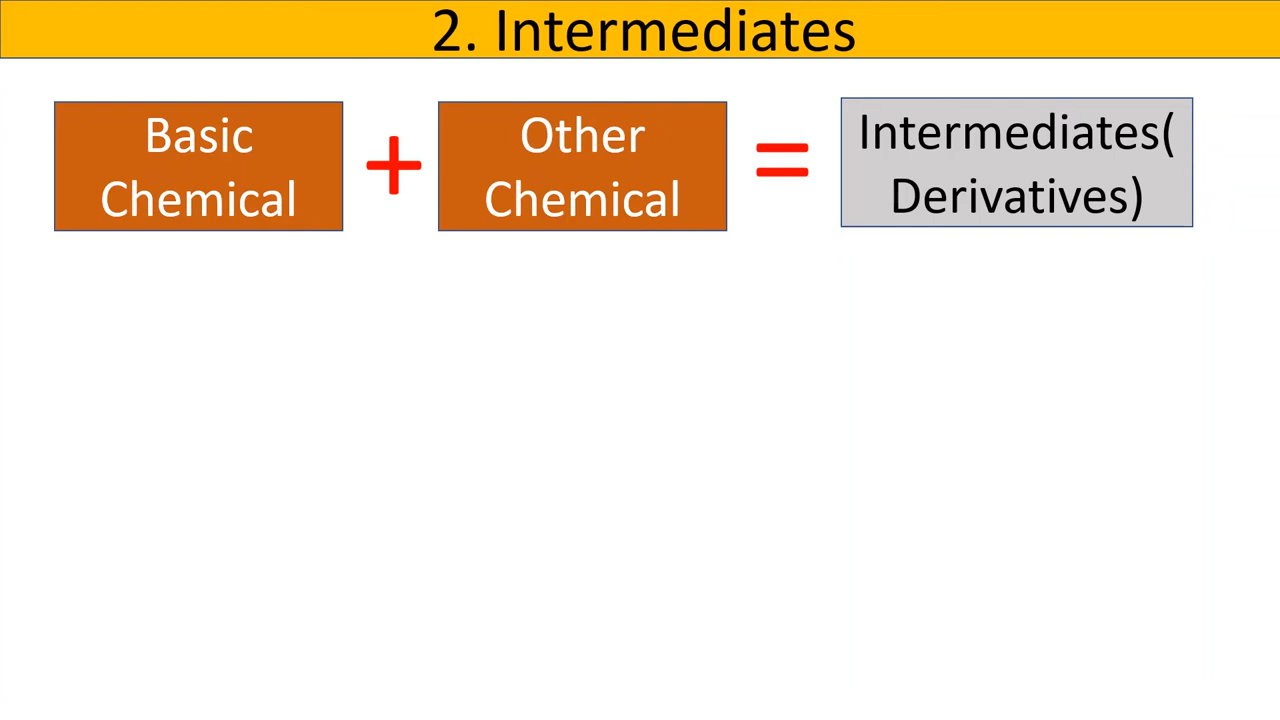 2. Intermediates
Basic
Chemical
+
Other
Chemical
=
Intermediates(
Derivatives)